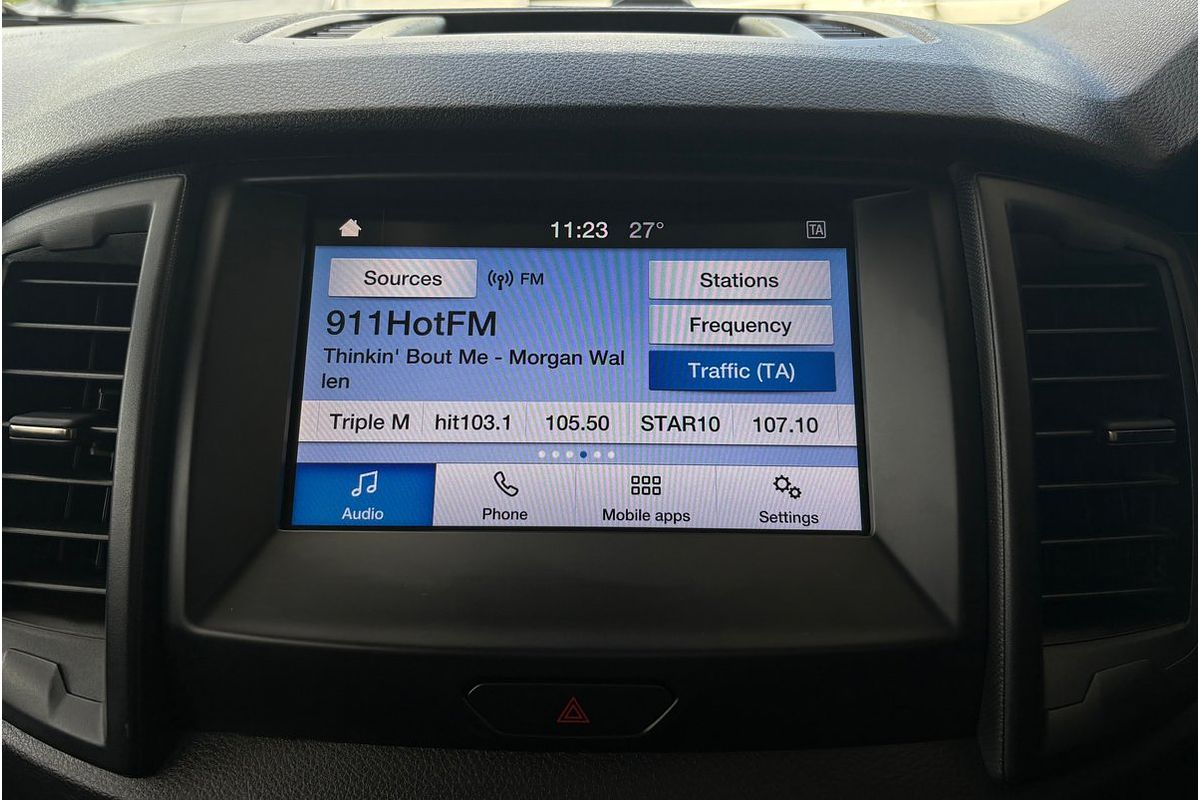 11:23 27° TA
Sources FM Stations
911HotFM
Frequency
Thinkin' Bout Me - Morgan Wal
len
Traffic (TA)
Triple M hit103.1 105.50 STAR10 107.10
Audio Phone Mobile apps Settings